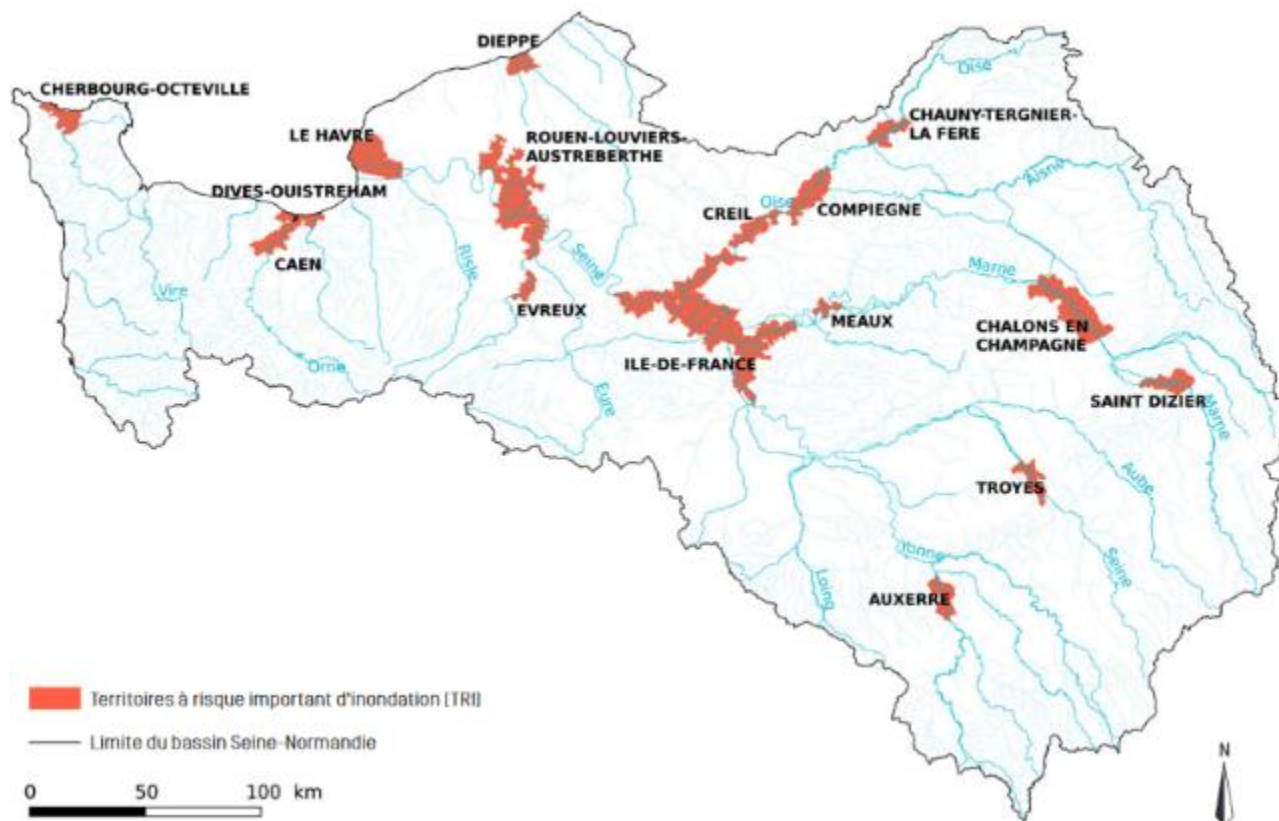 DIEPPE
CHERBOURG-OCTEVILLE
Oise
CHAUNY-TERGNIER-
LA FERE
LE HAVRE
ROUEN-LOUVIERS-
AUSTREBERTHE
DIVES-OUISTREHAM
Aisne
Oise
CREIL
COMPIEGNE
CAEN
Risle
Seine
Marne
Vire
EVREUX
MEAUX
CHALONS EN
CHAMPAGNE
Orne
ILE-DE-FRANCE
Eure
SAINT DIZIER
Marne
TROYES
Aube
Yonne
Seine
Loing
AUXERRE
Territoires à risque important d'inondation [TRI]
Limite du bassin Seine-Normandie
N
0 50 100 km